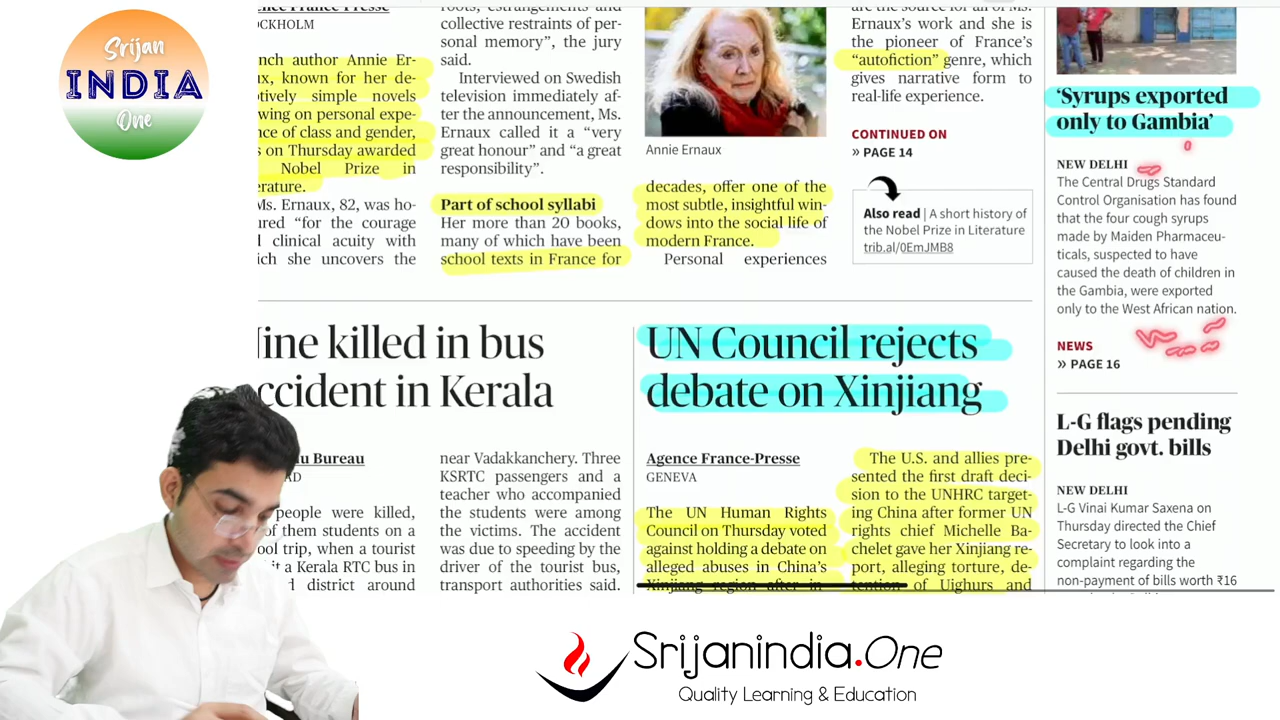 Srijan
INDIA
One
OCKHOLM
nch author Annie Er-
ux, known for her de-
ptively simple novels
wing on personal expe-
nce of class and gender,
s on Thursday awarded
Nobel Prize in
erature.
Ms. Ernaux, 82, was ho-
ured “for the courage
d clinical acuity with
ich she uncovers the
collective restraints of per-
sonal memory”, the jury
said.
Interviewed on Swedish
television immediately af-
ter the announcement, Ms.
Ernaux called it a “very
great honour” and “a great
responsibility”.
Part of school syllabi
Her more than 20 books,
many of which have been
school texts in France for
Annie Ernaux
decades, offer one of the
most subtle, insightful win-
dows into the social life of
modern France.
Personal experiences
are the source for all of Ms.
Ernaux’s work and she is
the pioneer of France’s
“autofiction” genre, which
gives narrative form to
real-life experience.
CONTINUED ON
» PAGE 14
Also read | A short history of
the Nobel Prize in Literature
trib.al/0EmJMB8
‘Syrups exported
only to Gambia’
NEW DELHI
The Central Drugs Standard
Control Organisation has found
that the four cough syrups
made by Maiden Pharmaceu-
ticals, suspected to have
caused the death of children in
the Gambia, were exported
only to the West African nation.
NEWS
» PAGE 16
L-G flags pending
Delhi govt. bills
NEW DELHI
L-G Vinai Kumar Saxena on
Thursday directed the Chief
Secretary to look into a
complaint regarding the
non-payment of bills worth ₹16
ine killed in bus
ccident in Kerala
u Bureau
AD
people were killed,
of them students on a
ool trip, when a tourist
it a Kerala RTC bus in
d district around
near Vadakkanchery. Three
KSRTC passengers and a
teacher who accompanied
the students were among
the victims. The accident
was due to speeding by the
driver of the tourist bus,
transport authorities said.
UN Council rejects
debate on Xinjiang
Agence France-Presse
GENEVA
The UN Human Rights
Council on Thursday voted
against holding a debate on
alleged abuses in China’s
Xinjiang region after in-
The U.S. and allies pre-
sented the first draft deci-
sion to the UNHRC target-
ing China after former UN
rights chief Michelle Ba-
chelet gave her Xinjiang re-
port, alleging torture, de-
tention of Uighurs and
Srijanindia.One
Quality Learning & Education